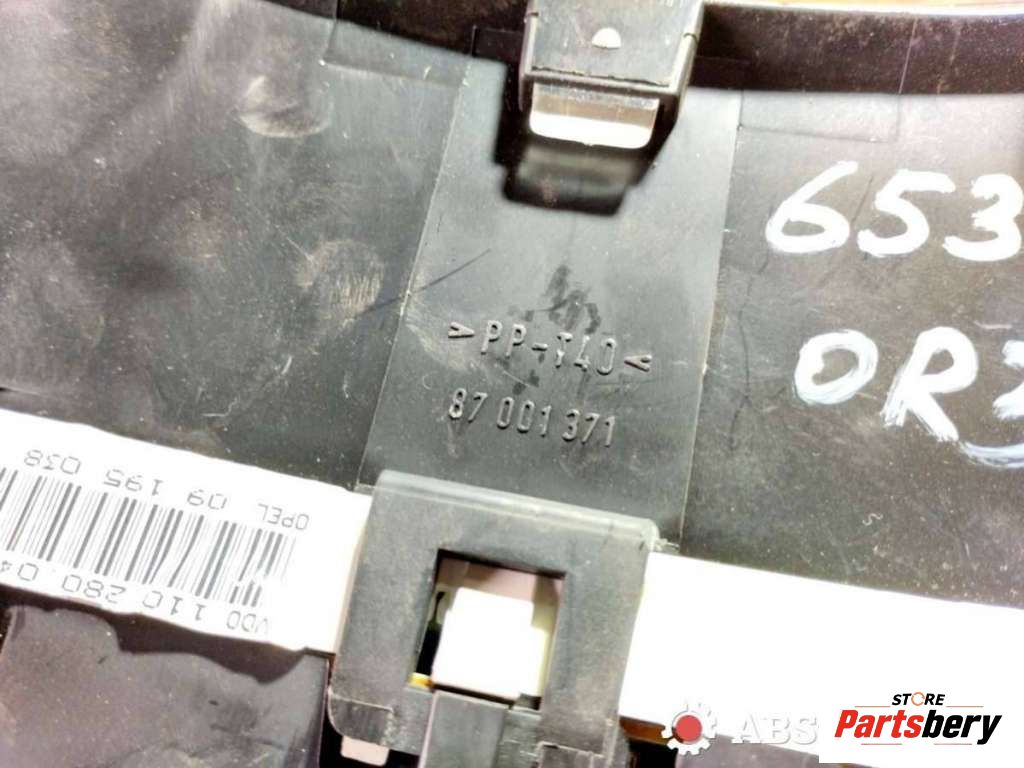 653
OR
>PP-T40<
87 001 371
OPEL 09 195 038
VDO 110 280 04
STORE
Partsbery
ABS